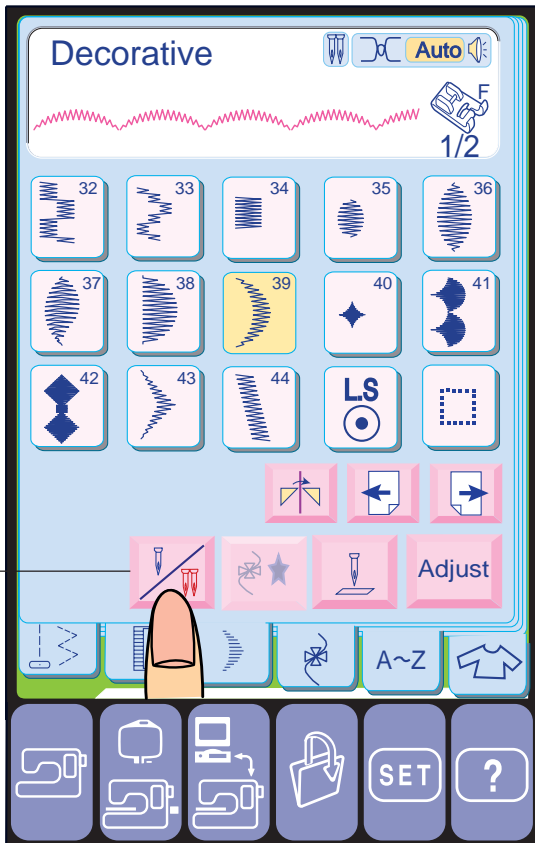 Decorative Auto
F
1/2
32 33 34 35 36
37 38 39 40 41
42 43 44 L.S
Adjust
A~Z
SET ?